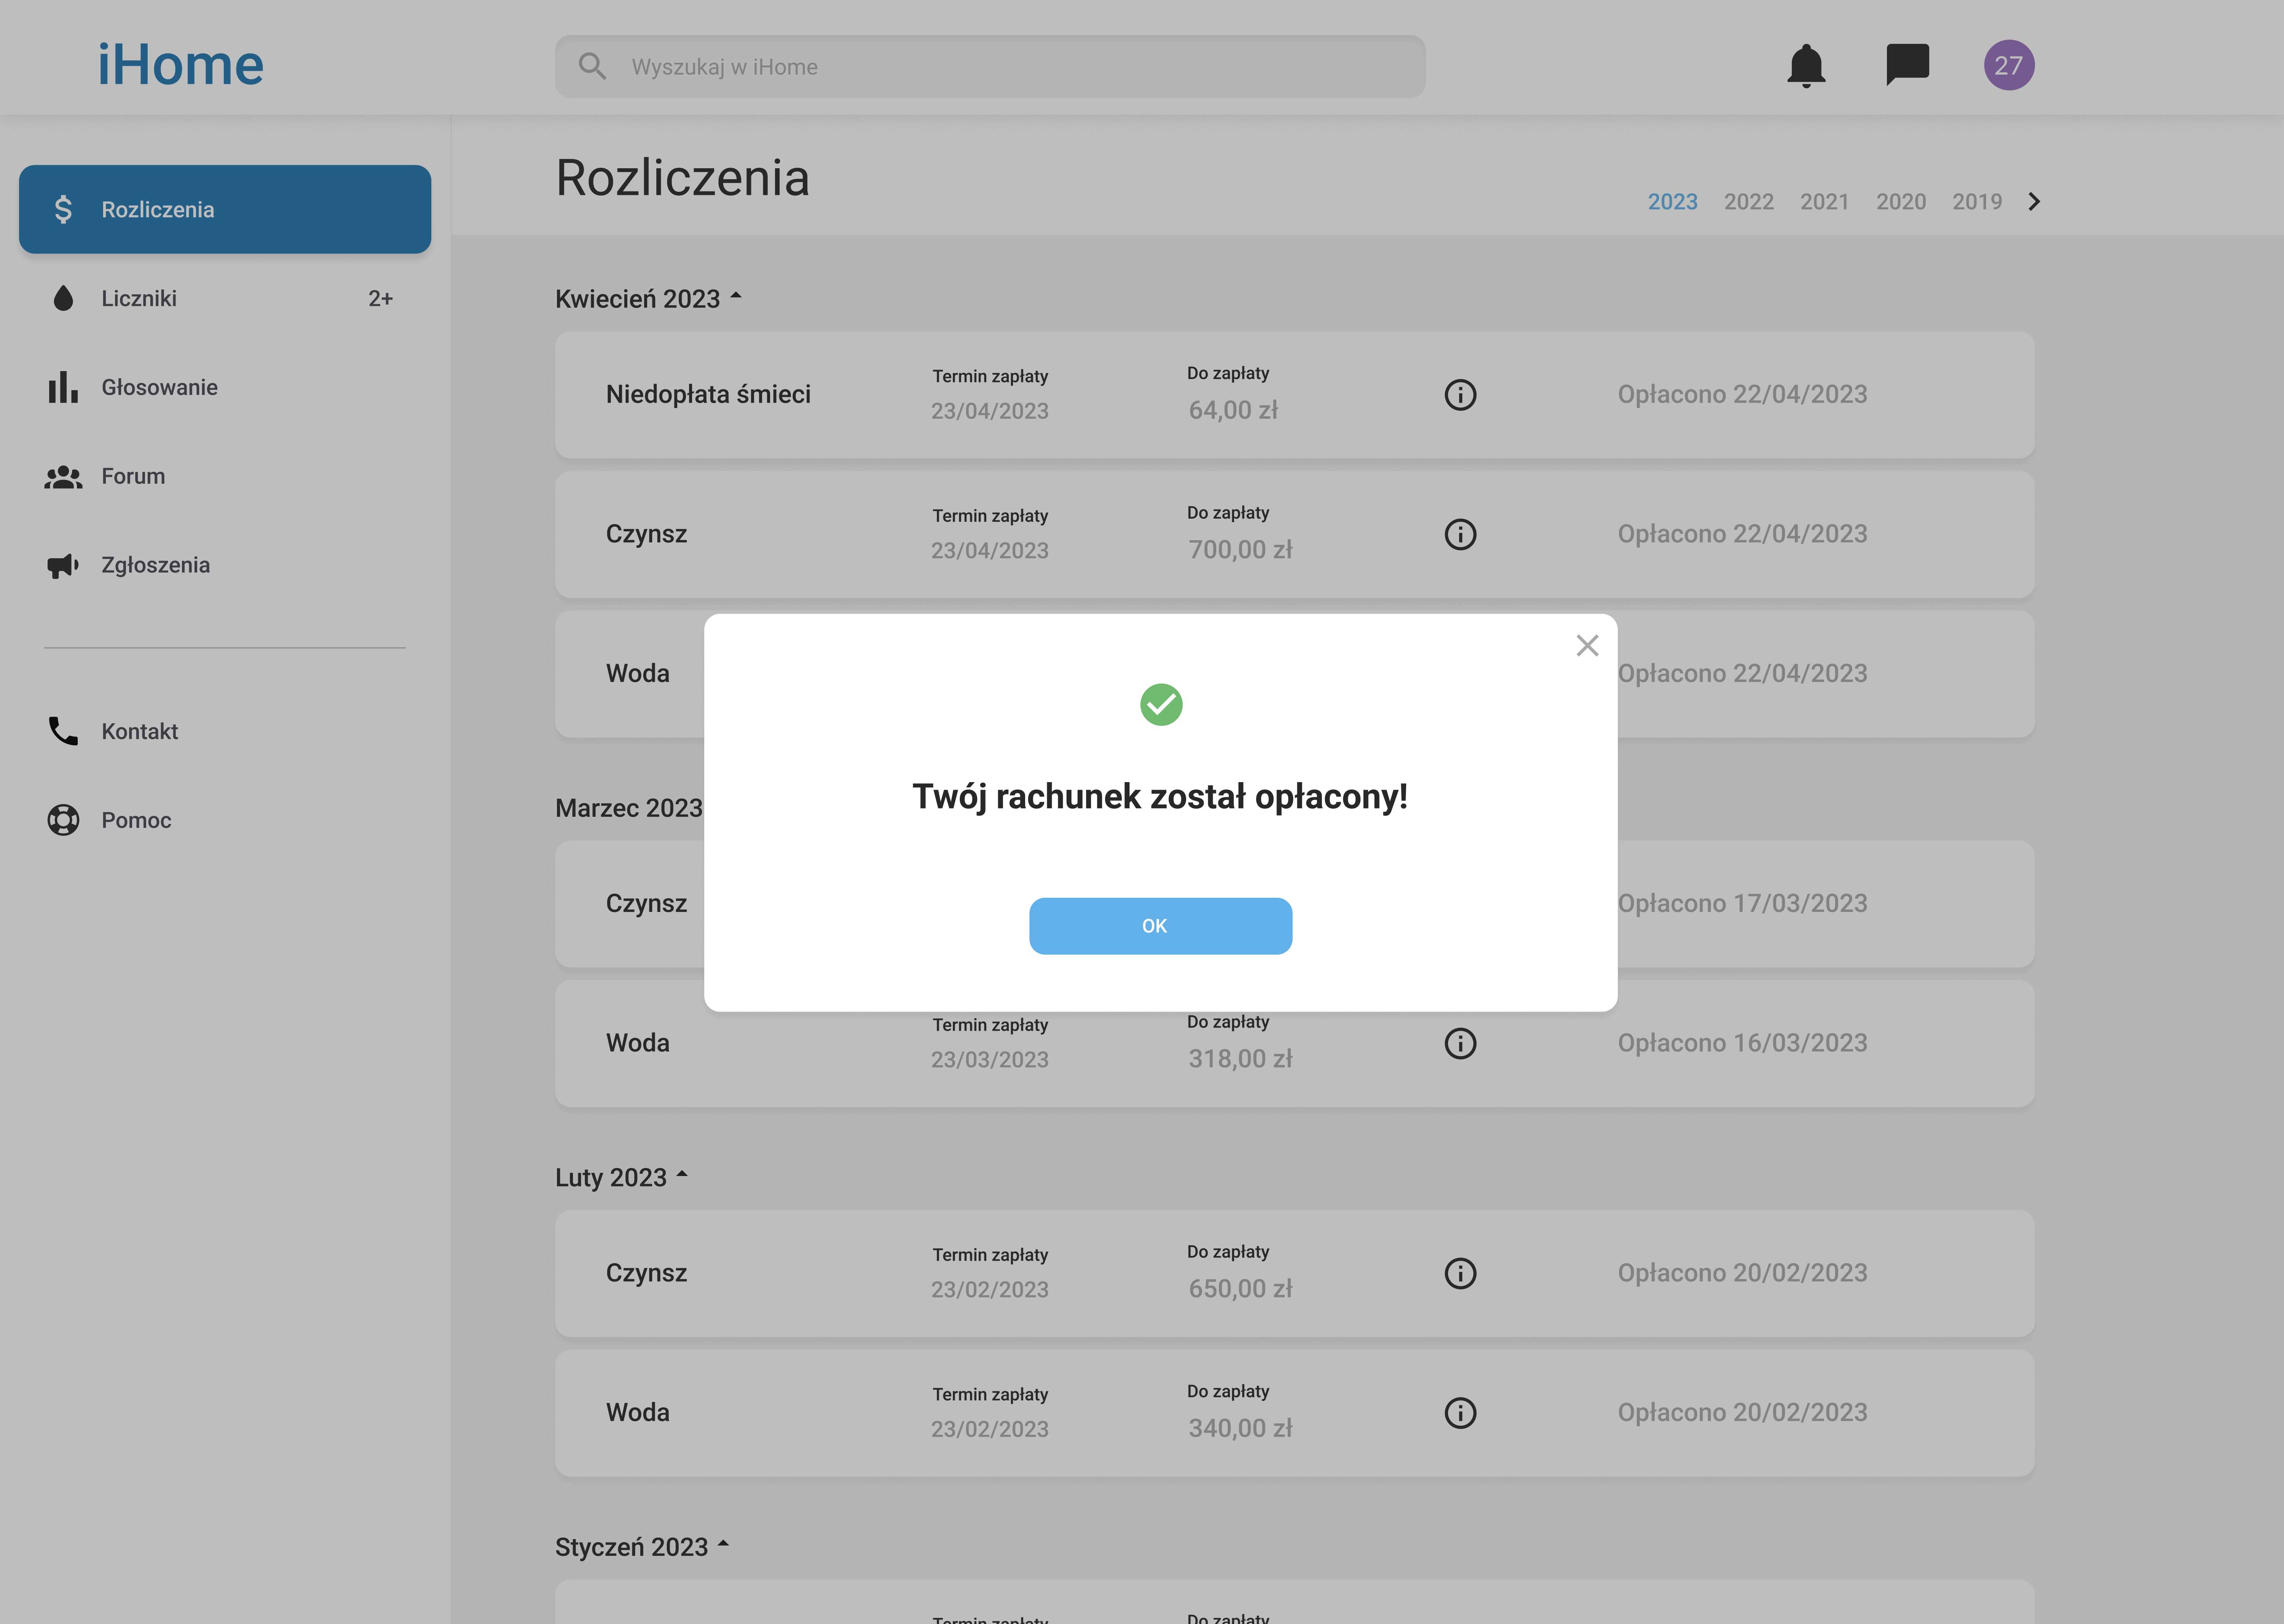 iHome
Wyszukaj w iHome
27
Rozliczenia
Liczniki 2+
Głosowanie
Forum
Zgłoszenia
Kontakt
Pomoc
Rozliczenia
2023 2022 2021 2020 2019
Kwiecień 2023
Niedopłata śmieci
Termin zapłaty
23/04/2023
Do zapłaty
64,00 zł
Opłacono 22/04/2023
Czynsz
Termin zapłaty
23/04/2023
Do zapłaty
700,00 zł
Opłacono 22/04/2023
Woda
Opłacono 22/04/2023
Twój rachunek został opłacony!
OK
Marzec 2023
Czynsz
Opłacono 17/03/2023
Woda
Termin zapłaty
23/03/2023
Do zapłaty
318,00 zł
Opłacono 16/03/2023
Luty 2023
Czynsz
Termin zapłaty
23/02/2023
Do zapłaty
650,00 zł
Opłacono 20/02/2023
Woda
Termin zapłaty
23/02/2023
Do zapłaty
340,00 zł
Opłacono 20/02/2023
Styczeń 2023
Termin zapłaty
Do zapłaty